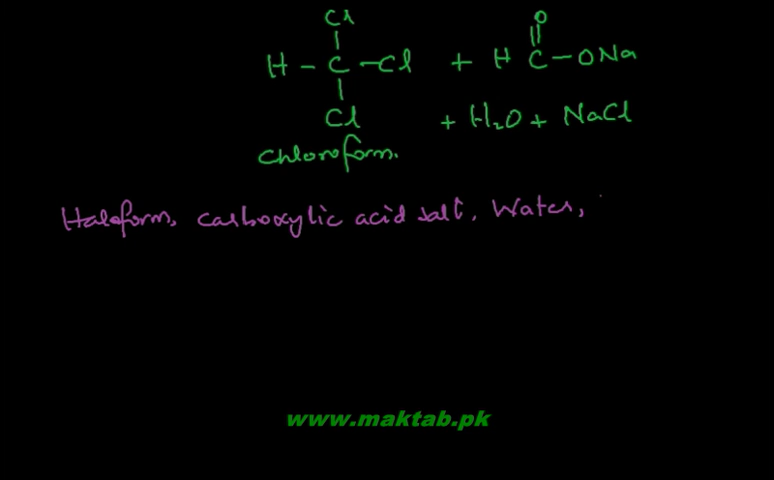 Cl
O
H - C - Cl + H C - ONa
Cl + H₂O + NaCl
Chloroform.
Haloform, Carboxylic acid salt, Water,
www.maktab.pk